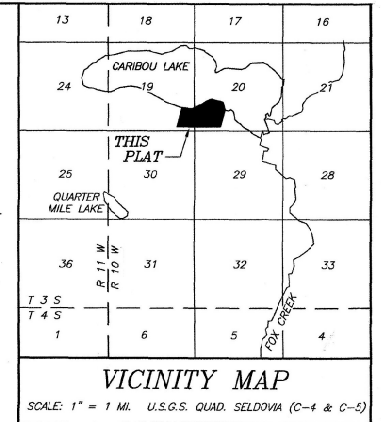 13 18 17 16
CARIBOU LAKE
24 19 20 21
THIS
PLAT
25 30 29 28
QUARTER
MILE LAKE
36 31 32 33
R 11 W
R 10 W
FOX CREEK
T 3 S
T 4 S
1 6 5 4
VICINITY MAP
SCALE: 1" = 1 MI. U.S.G.S. QUAD. SELDOVIA (C-4 & C-5)